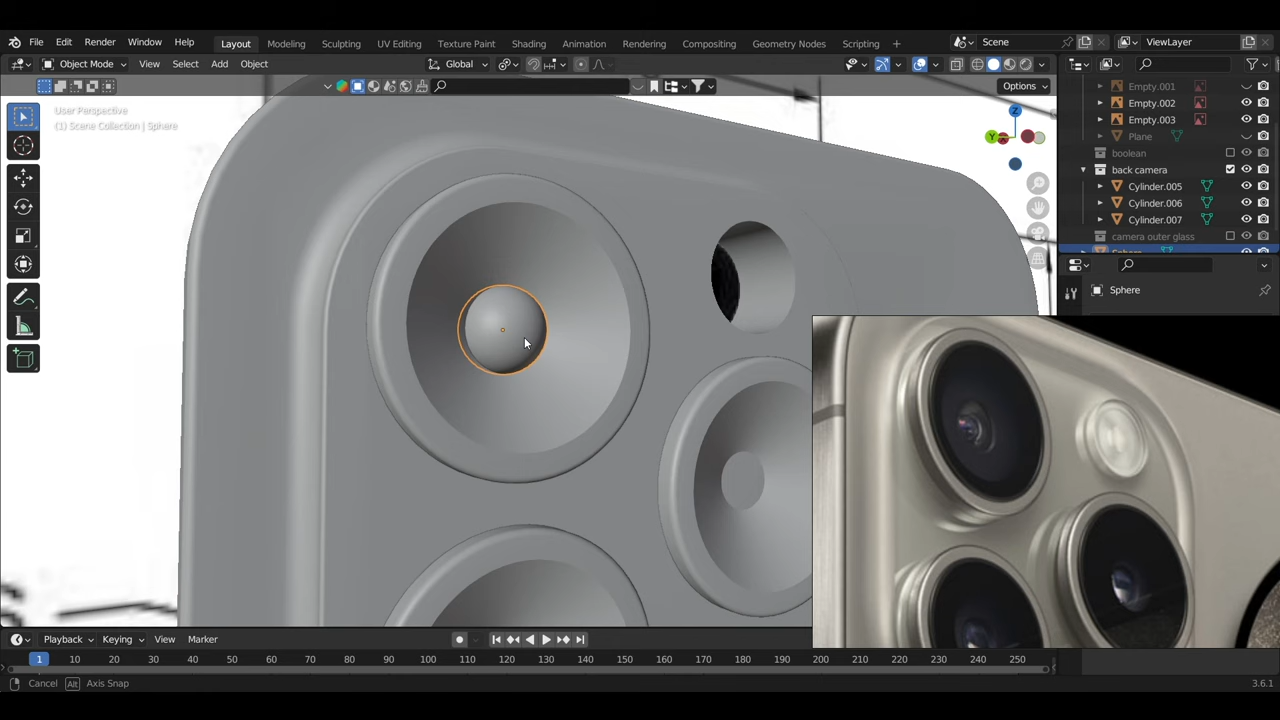 File Edit Render Window Help Layout Modeling Sculpting UV Editing Texture Paint Shading Animation Rendering Compositing Geometry Nodes Scripting + Scene ViewLayer
Object Mode View Select Add Object Global
Options
User Perspective
(1) Scene Collection | Sphere
Z
Y
Empty.001
Empty.002
Empty.003
Plane
boolean
back camera
Cylinder.005
Cylinder.006
Cylinder.007
camera outer glass
Sphere
Playback Keying View Marker
1 10 20 30 40 50 60 70 80 90 100 110 120 130 140 150 160 170 180 190 200 210 220 230 240 250
Cancel Alt Axis Snap 3.6.1